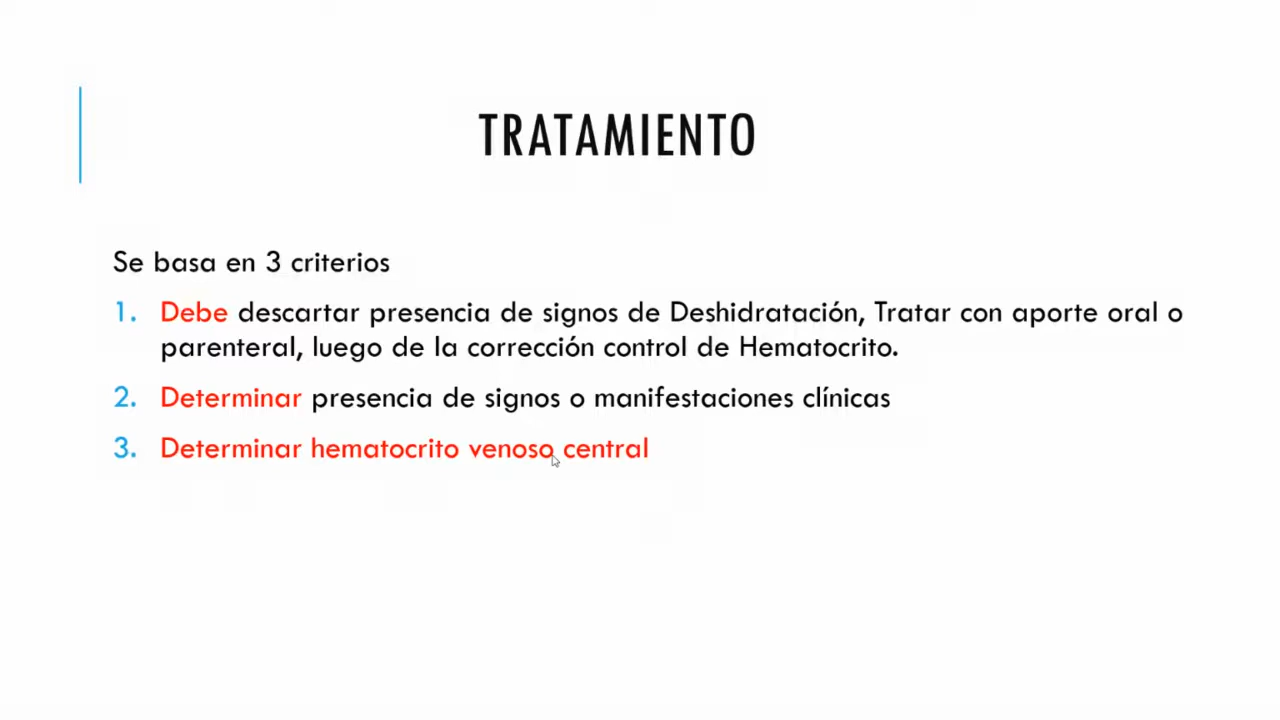 TRATAMIENTO
Se basa en 3 criterios
1. Debe descartar presencia de signos de Deshidratación, Tratar con aporte oral o
parenteral, luego de la corrección control de Hematocrito.
2. Determinar presencia de signos o manifestaciones clínicas
3. Determinar hematocrito venoso central